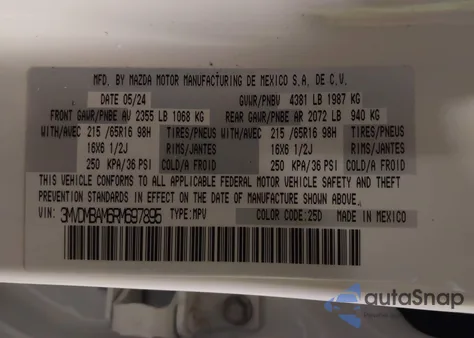 MFD. BY MAZDA MOTOR MANUFACTURING DE MEXICO S.A. DE C.V.
DATE 05/24 GVWR/PNBV 4381 LB 1987 KG
FRONT GAWR/PNBE AV 2355 LB 1068 KG REAR GAWR/PNBE AR 2072 LB 940 KG
WITH/AVEC 215 /65R16 98H TIRES/PNEUS WITH/AVEC 215 /65R16 98H TIRES/PNEUS
16X6 1/2J RIMS/JANTES 16X6 1/2J RIMS/JANTES
250 KPA/36 PSI COLD/A FROID 250 KPA/36 PSI COLD/A FROID
THIS VEHICLE CONFORMS TO ALL APPLICABLE FEDERAL MOTOR VEHICLE SAFETY AND THEFT
PREVENTION STANDARDS IN EFFECT ON THE DATE OF MANUFACTURE SHOWN ABOVE.
VIN: 3MVDMBAM6RM697895 TYPE:MPV COLOR CODE:25D MADE IN MEXICO
autoSnap